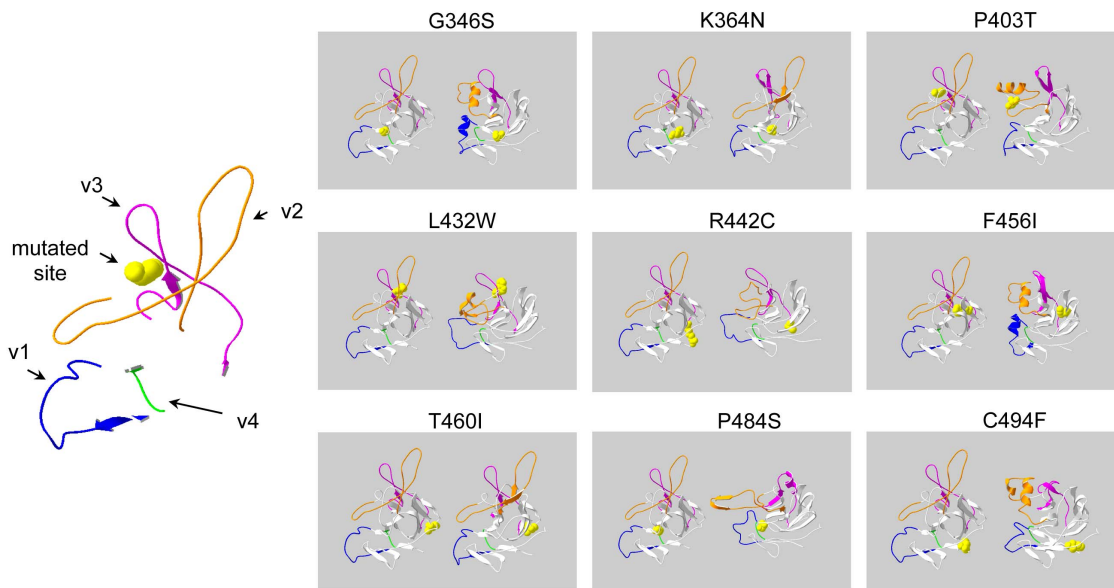 G346S
K364N
P403T
v3
v2
mutated
site
v1
v4
L432W
R442C
F456I
T460I
P484S
C494F